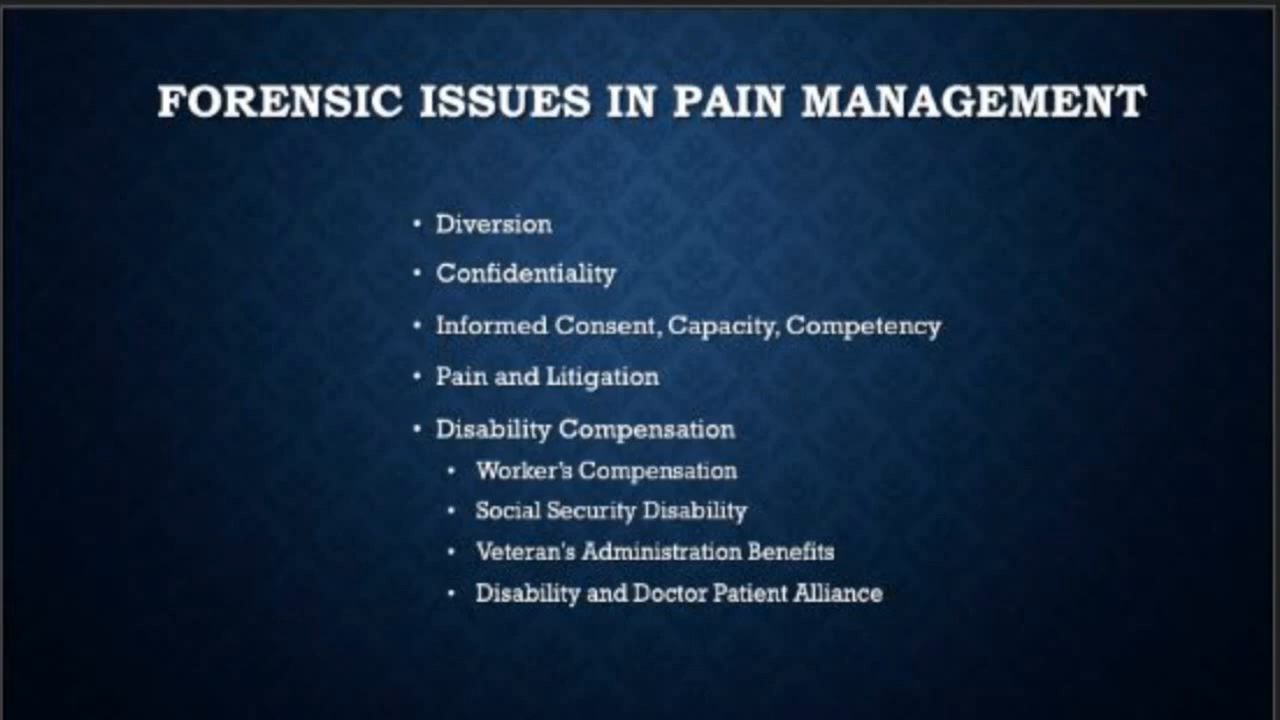 FORENSIC ISSUES IN PAIN MANAGEMENT
• Diversion
• Confidentiality
• Informed Consent, Capacity, Competency
• Pain and Litigation
• Disability Compensation
• Worker's Compensation
• Social Security Disability
• Veteran's Administration Benefits
• Disability and Doctor Patient Alliance